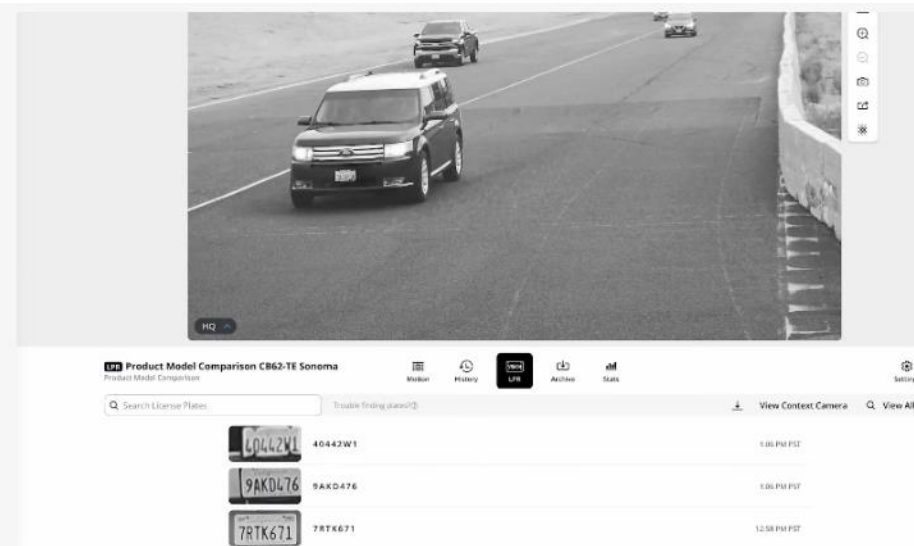 HQ
LPR Product Model Comparison CB62-TE Sonoma
Product Model Comparison
Motion
History
LPR
Archive
Stats
Setting
Search License Plates
Trouble finding plates?
View Context Camera
View All
40442W1
40442W1
1:06 PM PST
9AKD476
9AKD476
1:06 PM PST
7RTK671
7RTK671
12:58 PM PST